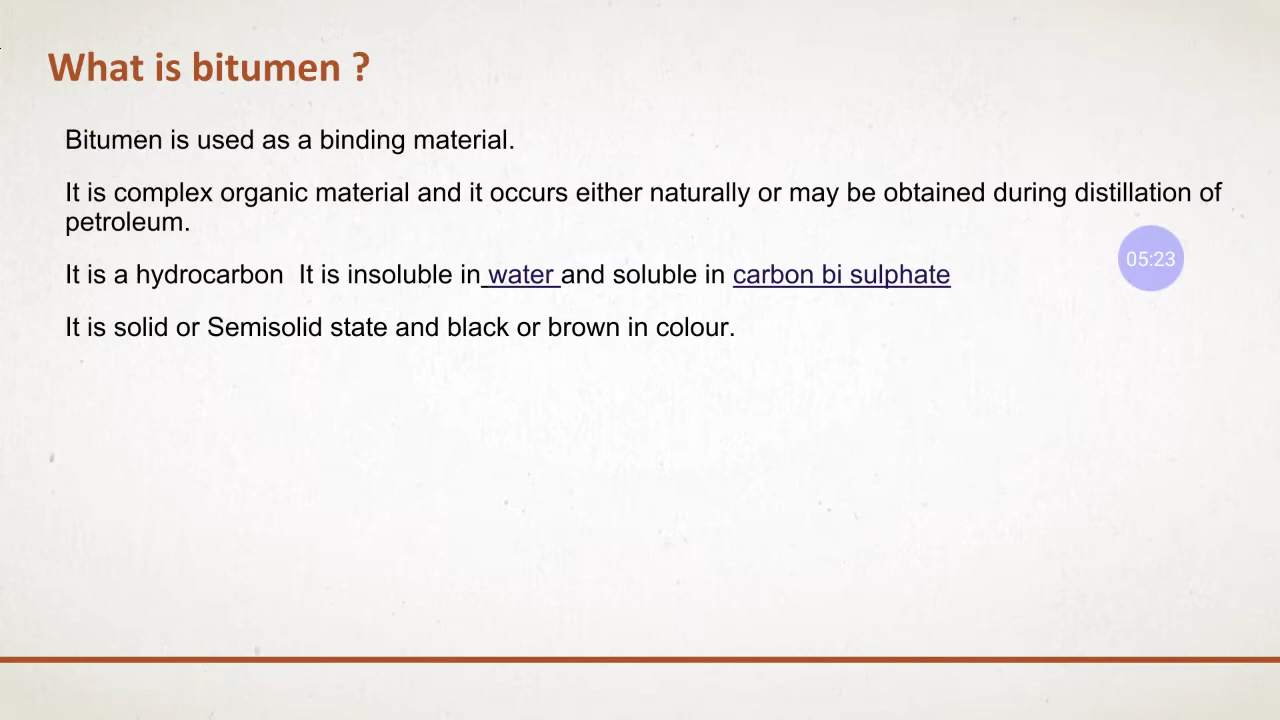 What is bitumen ?
Bitumen is used as a binding material.
It is complex organic material and it occurs either naturally or may be obtained during distillation of
petroleum.
It is a hydrocarbon  It is insoluble in water and soluble in carbon bi sulphate
05:23
It is solid or Semisolid state and black or brown in colour.